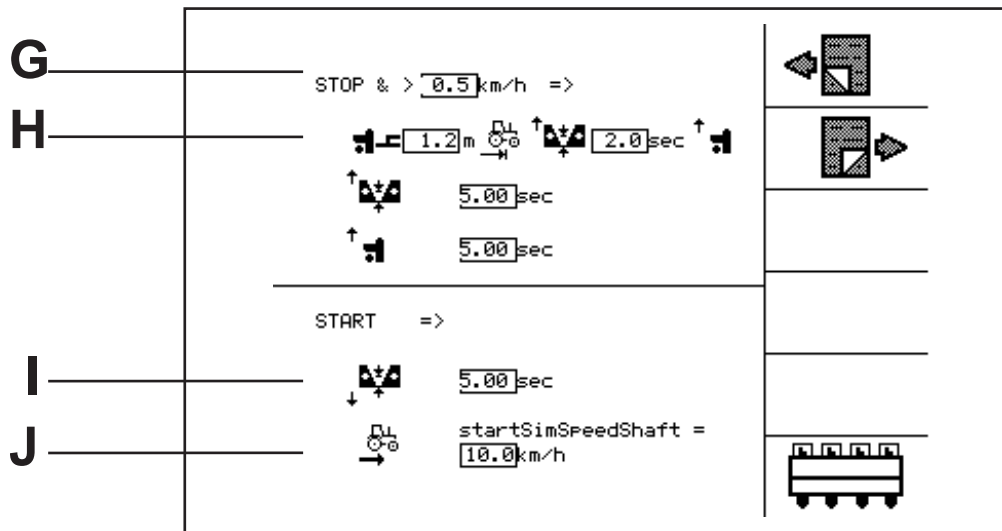 G
STOP & > 0.5 km/h =>
H
1.2 m 2.0 sec
5.00 sec
5.00 sec
START =>
I
5.00 sec
J
startSimSpeedShaft =
10.0 km/h